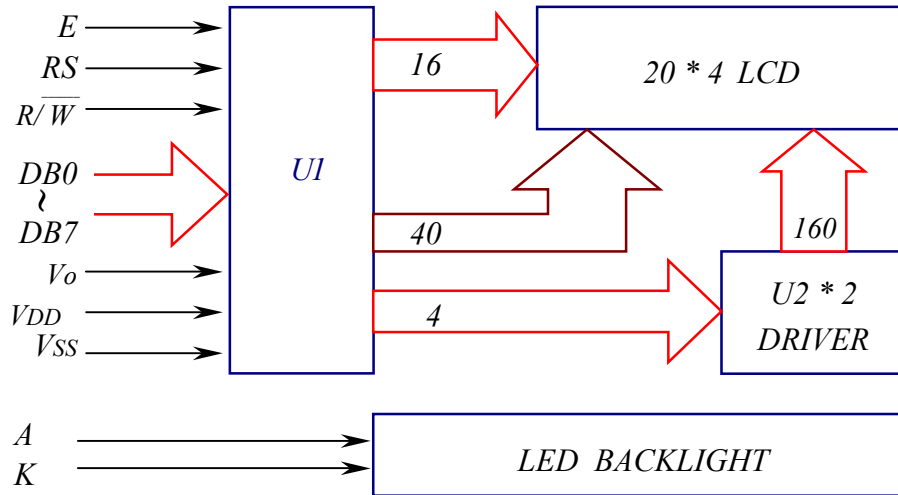 E
RS
R/W̅
DB0
~
DB7
Vo
VDD
VSS
A
K
U1
16
40
4
20 * 4 LCD
160
U2 * 2
DRIVER
LED BACKLIGHT